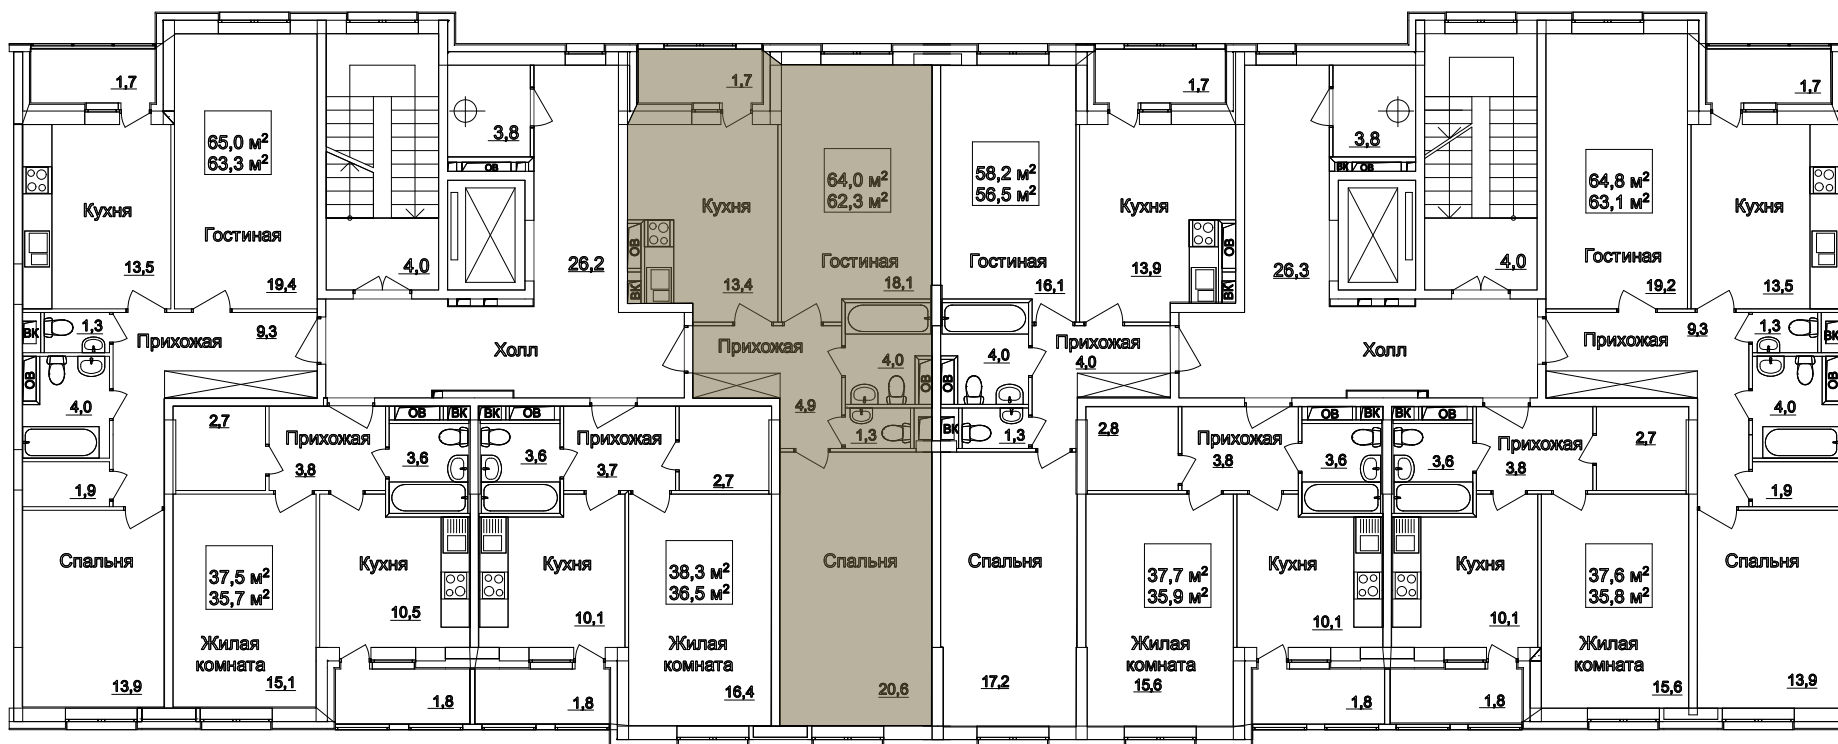 1,7
65,0 м²
63,3 м²
Кухня
Гостиная
13,5
19,4
4,0
3,8
ОВ
26,2
1,7
64,0 м²
62,3 м²
Кухня
Гостиная
ОВ
ВК
13,4
18,1
58,2 м²
56,5 м²
Гостиная
16,1
1,7
Кухня
13,9
ОВ
ВК
26,3
3,8
ВК
ОВ
4,0
64,8 м²
63,1 м²
Гостиная
19,2
1,7
Кухня
13,5
ВК
1,3
Прихожая
9,3
ОВ
4,0
1,9
Холл
Прихожая
4,9
4,0
ОВ
1,3
ОВ
4,0
ВК
1,3
Прихожая
4,0
Холл
Прихожая
9,3
1,3
ВК
ОВ
4,0
1,9
2,7
Прихожая
3,8
ОВ
ВК
3,6
ВК
ОВ
3,6
Прихожая
3,7
2,7
2,8
Прихожая
3,8
ОВ
ВК
3,6
ВК
ОВ
3,6
Прихожая
3,8
2,7
Спальня
13,9
37,5 м²
35,7 м²
Жилая
комната
15,1
Кухня
10,5
1,8
Кухня
10,1
1,8
38,3 м²
36,5 м²
Жилая
комната
16,4
Спальня
20,6
Спальня
17,2
37,7 м²
35,9 м²
Жилая
комната
15,6
Кухня
10,1
1,8
Кухня
10,1
1,8
37,6 м²
35,8 м²
Жилая
комната
15,6
Спальня
13,9